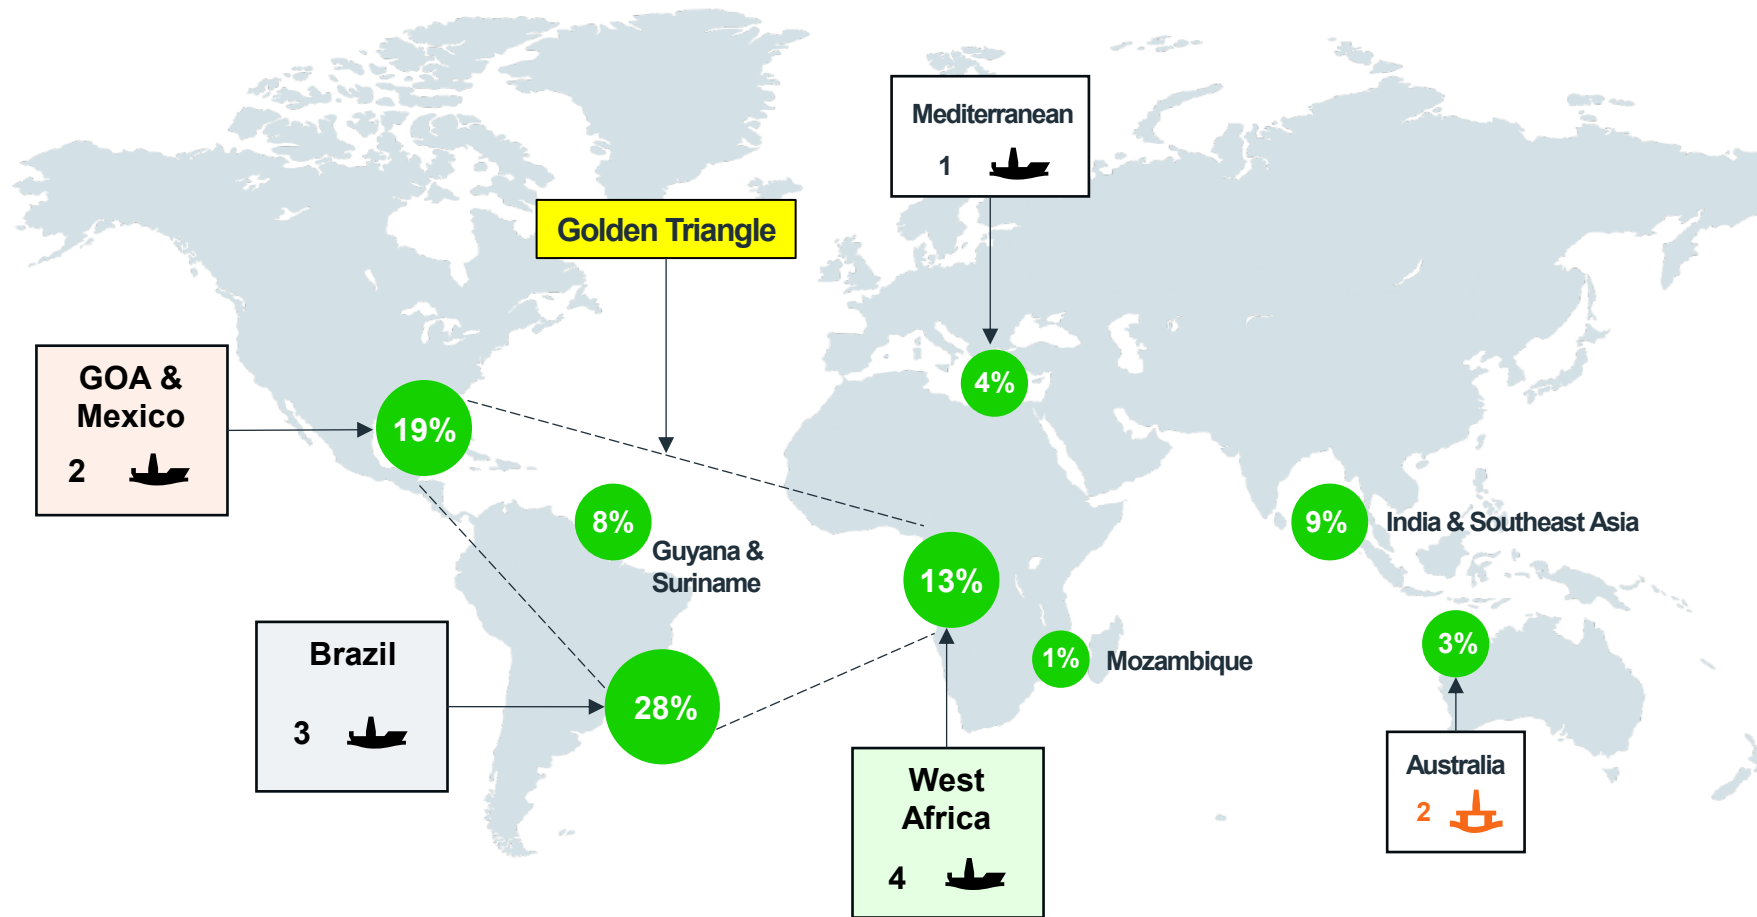 Mediterranean
1
Golden Triangle
GOA &
Mexico
2
19%
4%
8%
Guyana &
Suriname
9%
India & Southeast Asia
13%
1%
Mozambique
3%
Brazil
3
28%
West
Africa
4
Australia
2